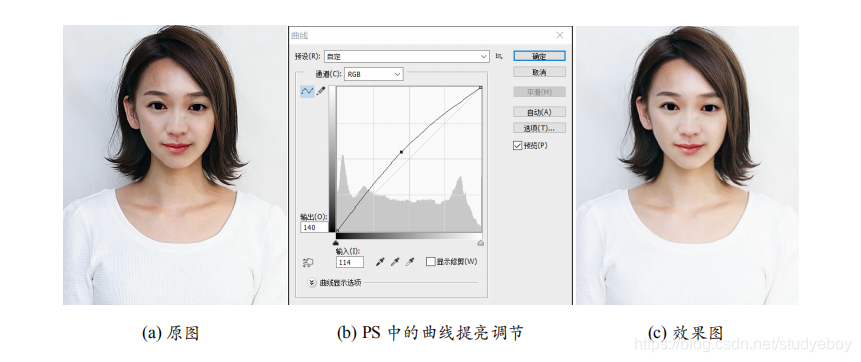 曲线
预设(R): 自定
确定
通道(C): RGB
取消
平滑(M)
自动(A)
选项(T)...
预览(P)
输出(O):
140
输入(I):
114
显示修剪(W)
曲线显示选项
(a) 原图
(b) PS 中的曲线提亮调节
(c) 效果图
https://blog.csdn.net/studyeboy